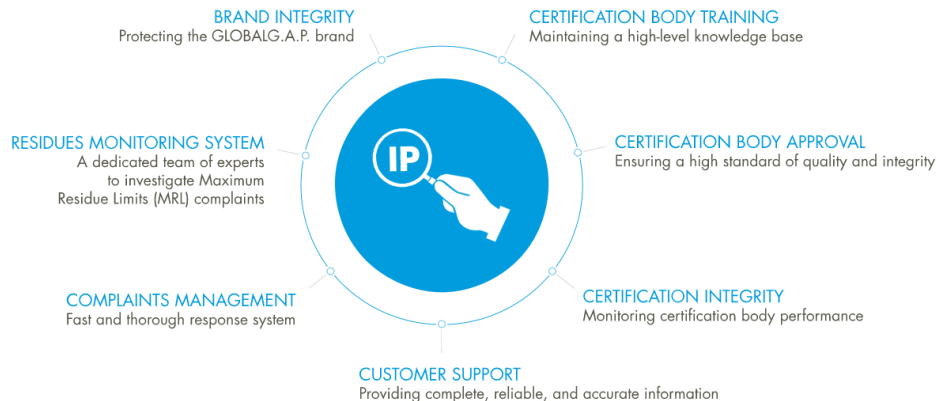 BRAND INTEGRITY
Protecting the GLOBALG.A.P. brand
CERTIFICATION BODY TRAINING
Maintaining a high-level knowledge base
RESIDUES MONITORING SYSTEM
A dedicated team of experts
to investigate Maximum
Residue Limits (MRL) complaints
IP
CERTIFICATION BODY APPROVAL
Ensuring a high standard of quality and integrity
COMPLAINTS MANAGEMENT
Fast and thorough response system
CERTIFICATION INTEGRITY
Monitoring certification body performance
CUSTOMER SUPPORT
Providing complete, reliable, and accurate information